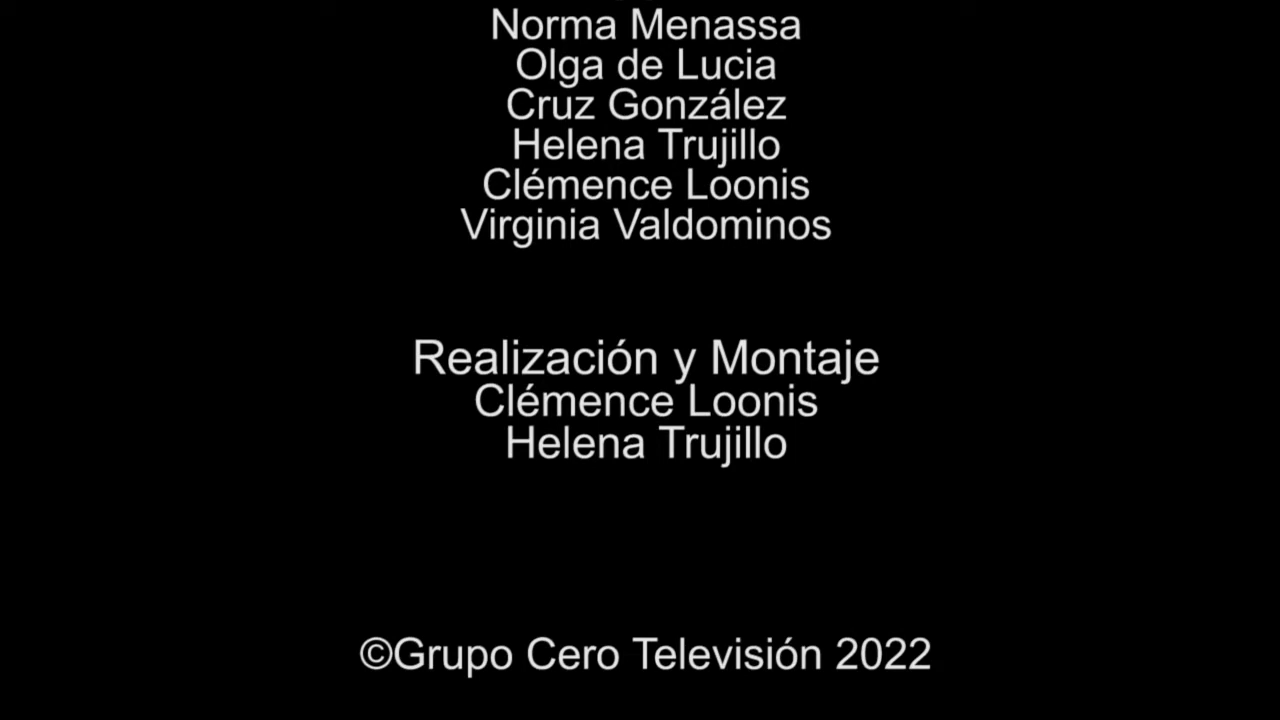 Norma Menassa
Olga de Lucia
Cruz González
Helena Trujillo
Clémence Loonis
Virginia Valdominos
Realización y Montaje
Clémence Loonis
Helena Trujillo
©Grupo Cero Televisión 2022